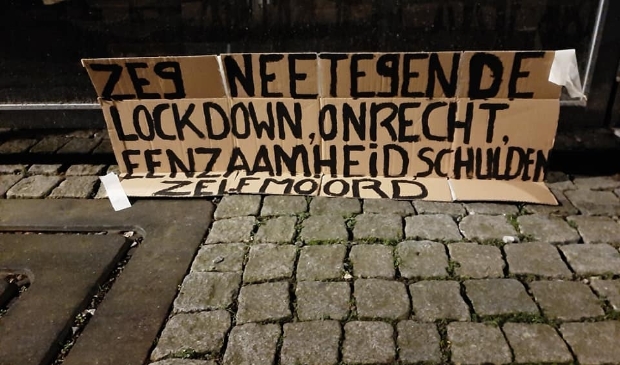 ZEG NEE TEGEN DE
LOCKDOWN, ONRECHT,
EENZAAMHEID, SCHULDEN
ZELFMOORD